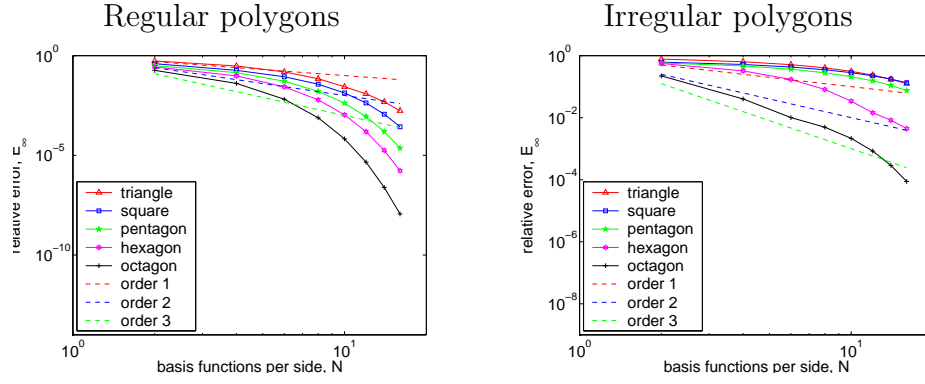 Regular polygons
10^0
10^-5
10^-10
relative error, E_∞
triangle
square
pentagon
hexagon
octagon
order 1
order 2
order 3
10^0
10^1
basis functions per side, N
Irregular polygons
10^0
10^-2
10^-4
10^-6
10^-8
relative error, E_∞
triangle
square
pentagon
hexagon
octagon
order 1
order 2
order 3
10^0
10^1
basis functions per side, N